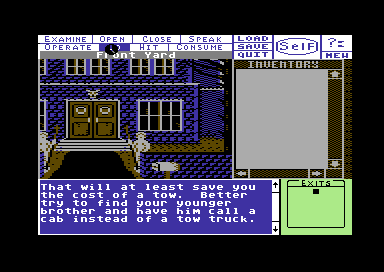 EXAMINE OPEN CLOSE SPEAK
OPERATE GO HIT CONSUME
LOAD
SAVE
QUIT
Self
?=
NEW
Front Yard
INVENTORY
That will at least save you
the cost of a tow. Better
try to find your younger
brother and have him call a
cab instead of a tow truck.
EXITS